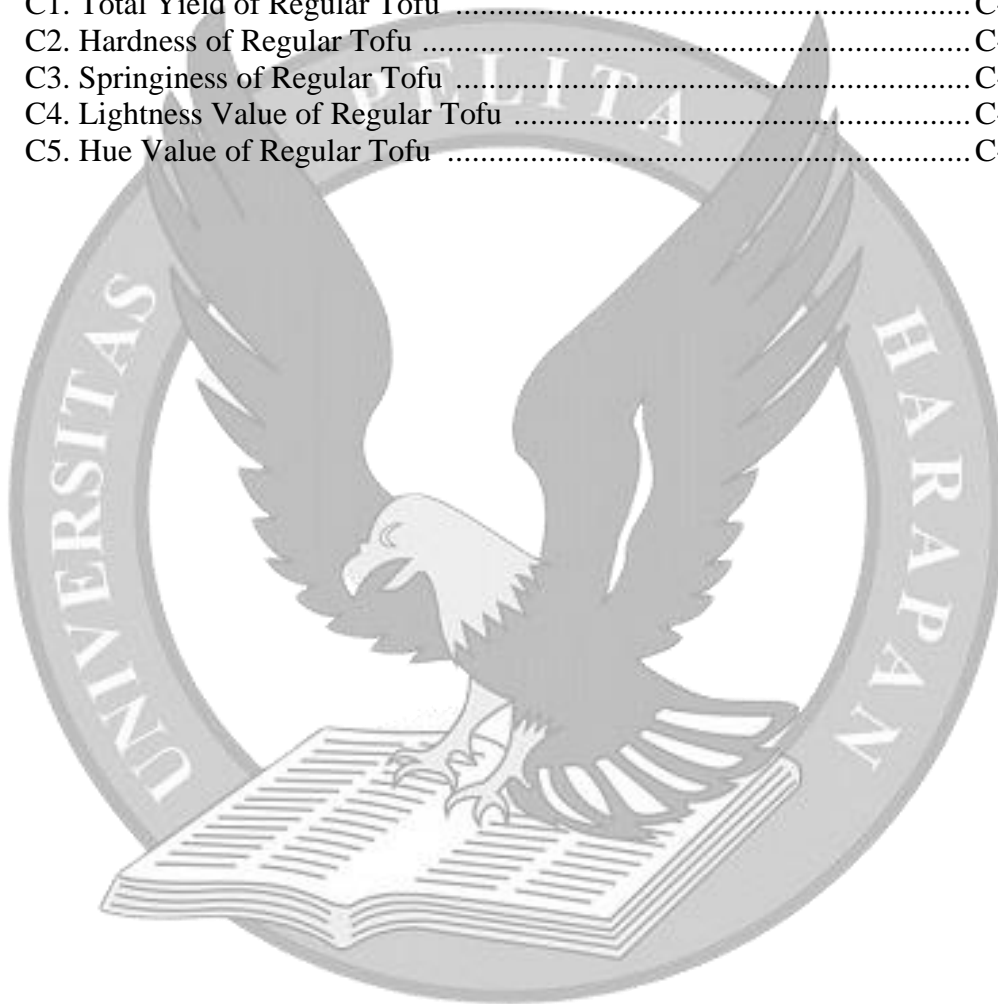 C1. Total Yield of Regular Tofu ........................................................................ C-
C2. Hardness of Regular Tofu ............................................................................ C-
C3. Springiness of Regular Tofu ........................................................................ C-
C4. Lightness Value of Regular Tofu ................................................................ C-
C5. Hue Value of Regular Tofu ........................................................................ C-
UNIVERSITAS PELITA HARAPAN